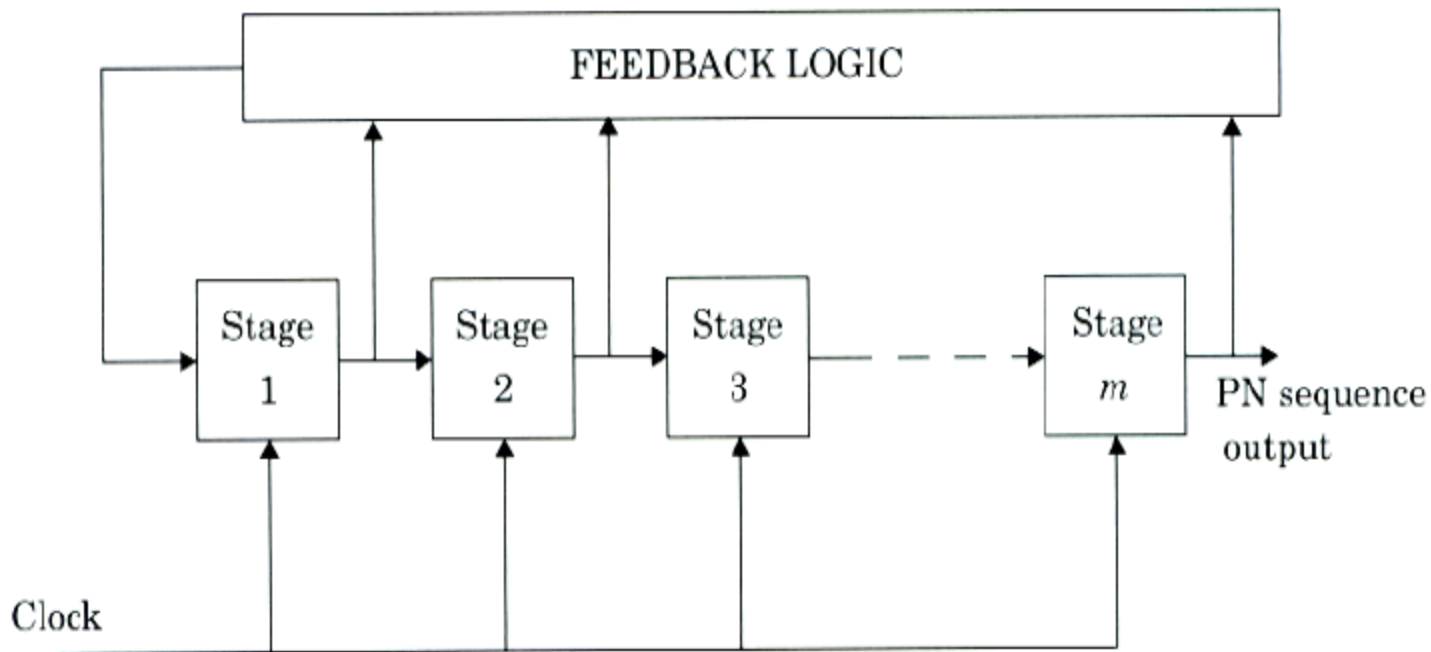 FEEDBACK LOGIC
Stage
1
Stage
2
Stage
3
Stage
m
PN sequence
output
Clock